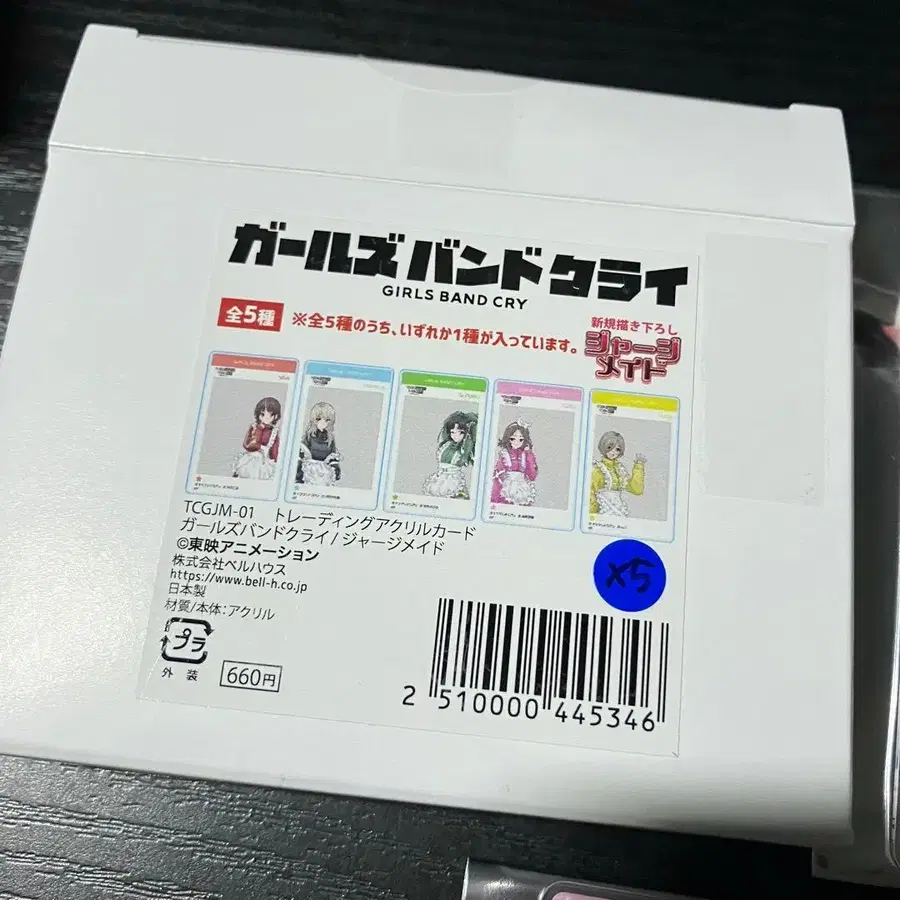 ガールズバンドクライ
GIRLS BAND CRY
全5種
※全5種のうち、いずれか1種が入っています。
新規描き下ろし
ジャージ
メイド
TCGJM-01 トレーディングアクリルカード
ガールズバンドクライ / ジャージメイド
©東映アニメーション
株式会社ベルハウス
https://www.bell-h.co.jp
日本製
材質/本体:アクリル
プラ
外装
660円
x5
2 510000 445346